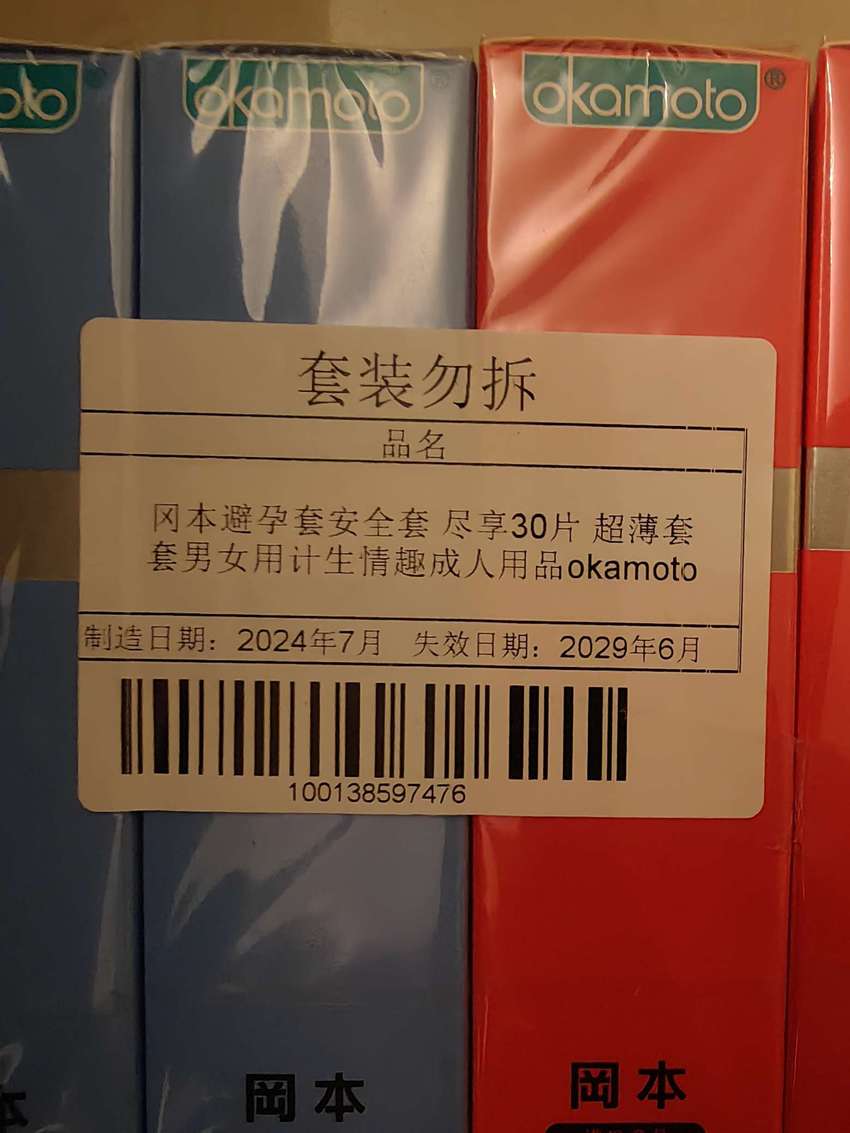 okamoto
okamoto
套装勿拆
品名
冈本避孕套安全套 尽享30片 超薄套
套男女用计生情趣成人用品okamoto
制造日期：2024年7月 失效日期：2029年6月
100138597476
岡本
岡本